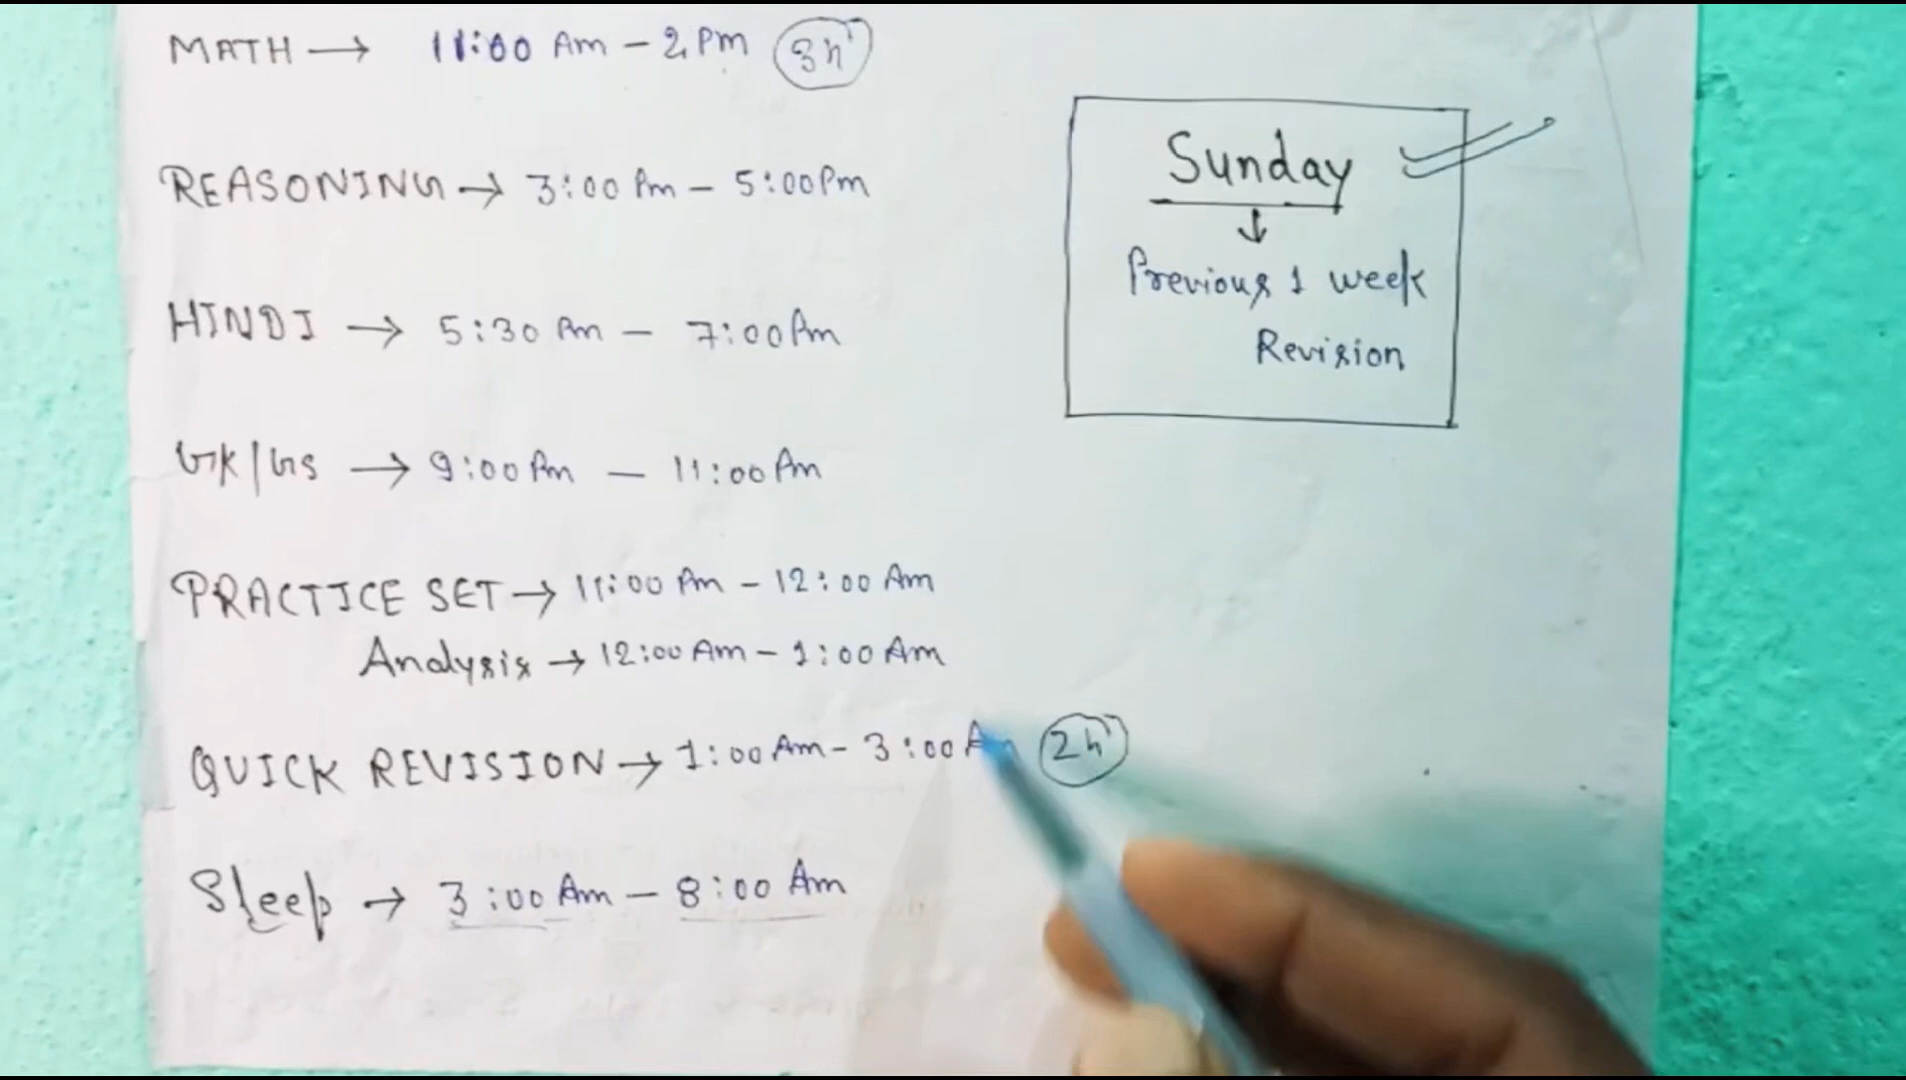 MATH → 11:00 Am - 2 Pm 3h
REASONING → 3:00 Pm - 5:00 Pm
HINDI → 5:30 Pm - 7:00 Pm
GK/GS → 9:00 Pm - 11:00 Pm
PRACTICE SET → 11:00 Pm - 12:00 Am
Analysis → 12:00 Am - 1:00 Am
QUICK REVISION → 1:00 Am - 3:00 Am 2h
Sleep → 3:00 Am - 8:00 Am
Sunday
↓
Previous 1 week
Revision